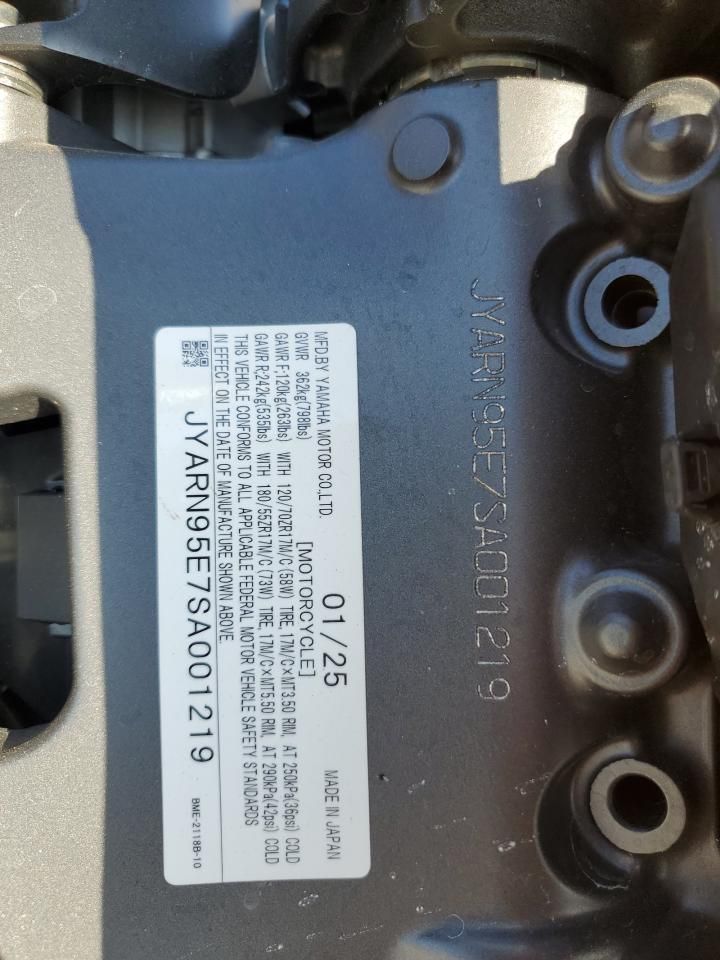 MFD.BY YAMAHA MOTOR CO.,LTD.
01/25
MADE IN JAPAN
GVWR 362kg(798lbs) [MOTORCYCLE]
GAWR F;120kg(263lbs) WITH 120/70ZR17M/C (58W) TIRE, 17M/C×MT3.50 RIM, AT 250kPa(36psi) COLD
GAWR R;242kg(535lbs) WITH 180/55ZR17M/C (73W) TIRE, 17M/C×MT5.50 RIM, AT 290kPa(42psi) COLD
THIS VEHICLE CONFORMS TO ALL APPLICABLE FEDERAL MOTOR VEHICLE SAFETY STANDARDS
IN EFFECT ON THE DATE OF MANUFACTURE SHOWN ABOVE.
JYARN95E7SA001219
BME-2118B-10
JYARN95E7SA001219